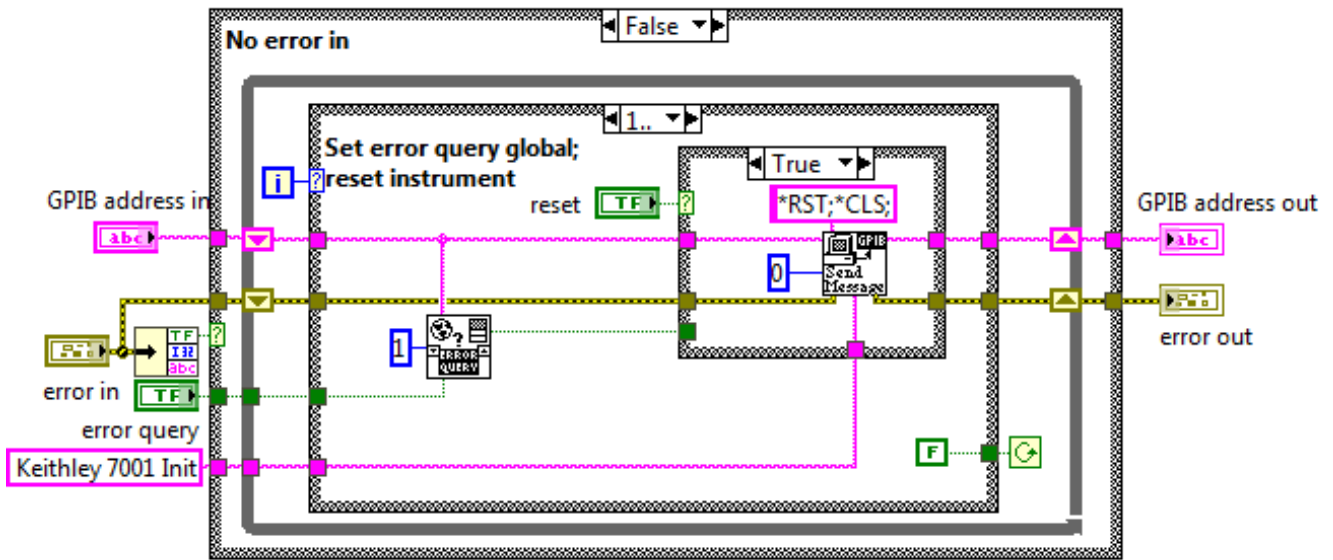 False
No error in
1..
Set error query global;
reset instrument
True
i
?
reset
TF
?
*RST;*CLS;
GPIB address in
abc
GPIB address out
abc
GPIB
Send
Message
0
TF
?
abc
1
?
ERROR
QUERY
error in
TF
error out
error query
F
Keithley 7001 Init